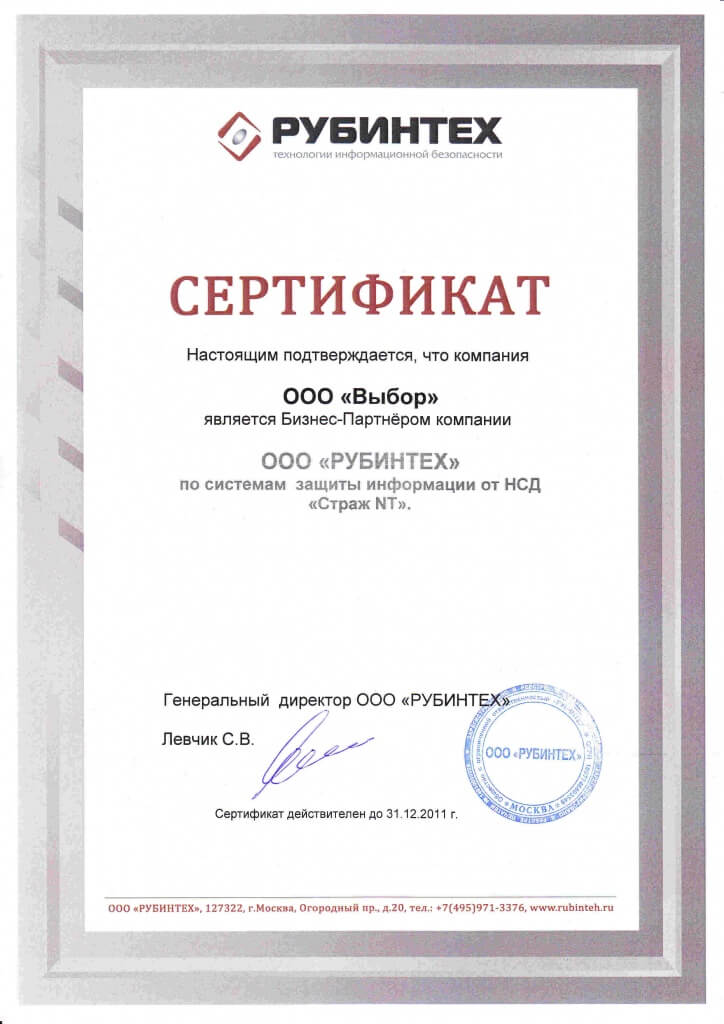 РУБИНТЕХ
технологии информационной безопасности
СЕРТИФИКАТ
Настоящим подтверждается, что компания
ООО «Выбор»
является Бизнес-Партнёром компании
ООО «РУБИНТЕХ»
по системам защиты информации от НСД
«Страж NT».
Генеральный директор ООО «РУБИНТЕХ»
Левчик С.В.
ООО «РУБИНТЕХ»
МОСКВА
Сертификат действителен до 31.12.2011 г.
ООО «РУБИНТЕХ», 127322, г.Москва, Огородный пр., д.20, тел.: +7(495)971-3376, www.rubinteh.ru